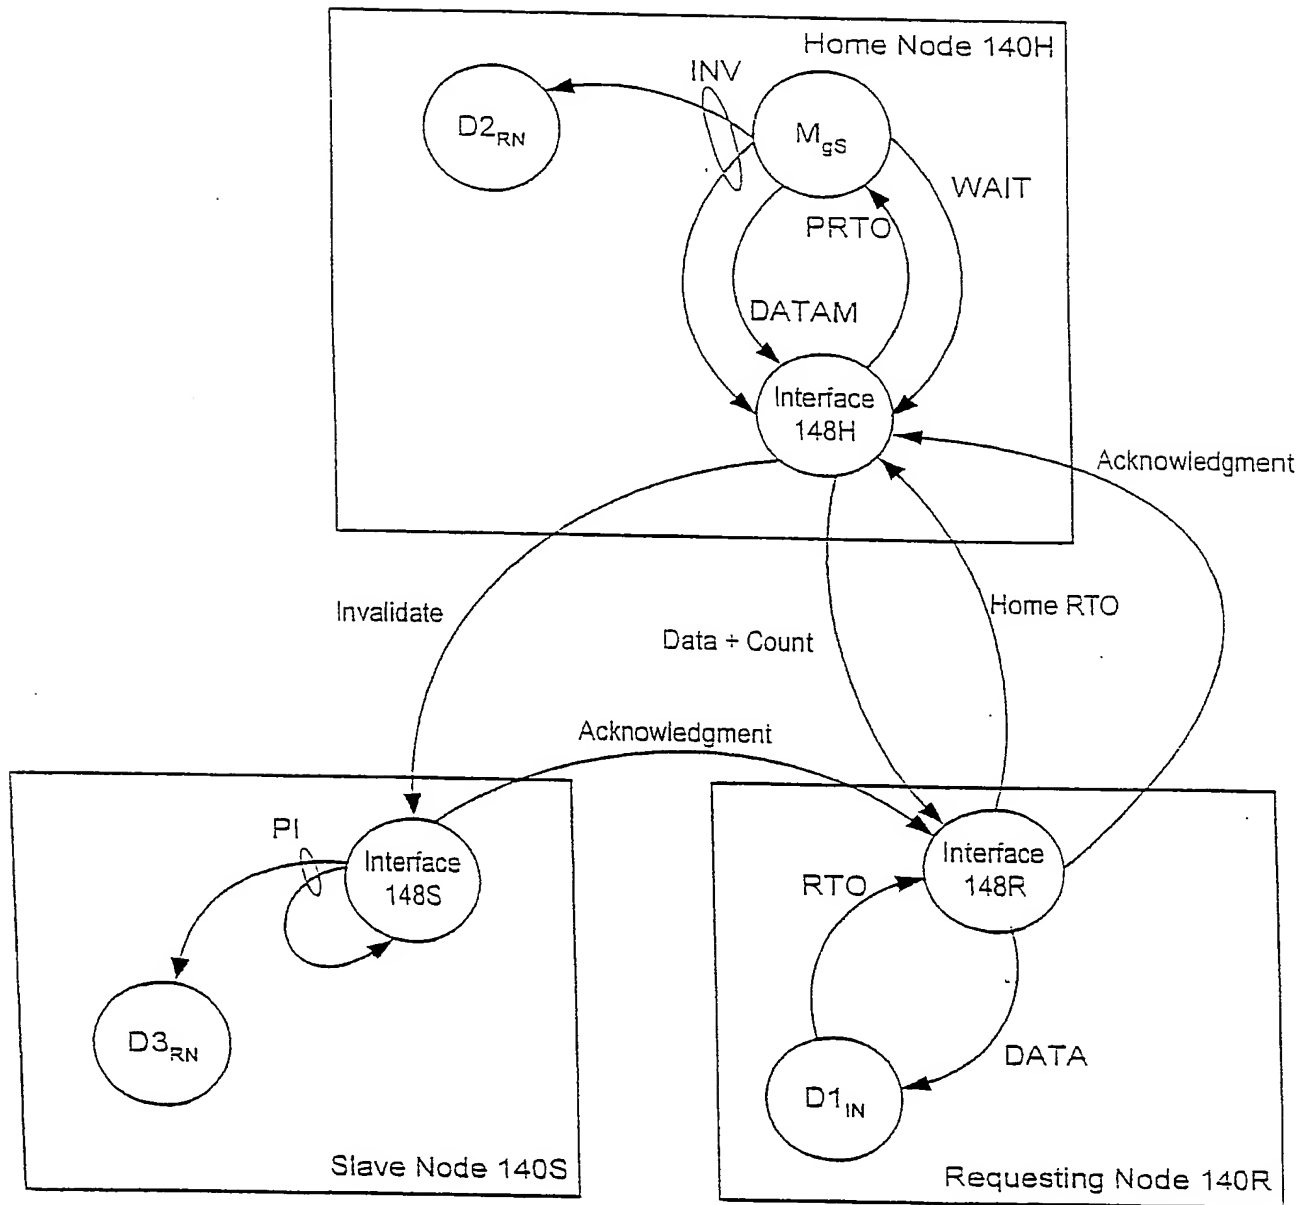 Home Node 140H
INV
D2RN
MgS
WAIT
PRTO
DATAM
Interface
148H
Acknowledgment
Invalidate
Home RTO
Data + Count
Acknowledgment
PI
Interface
148S
Interface
148R
RTO
D3RN
DATA
D1IN
Slave Node 140S
Requesting Node 140R